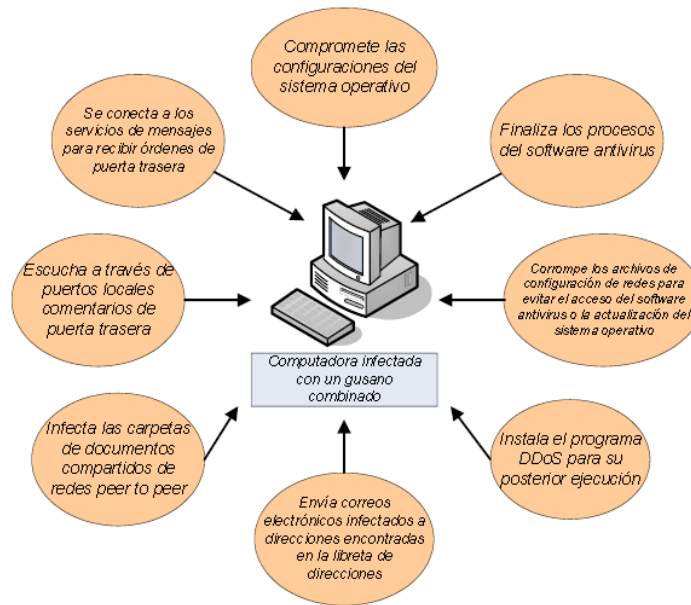 Compromete las
configuraciones del
sistema operativo
Se conecta a los
servicios de mensajes
para recibir órdenes de
puerta trasera
Finaliza los procesos
del software antivirus
Escucha a través de
puertos locales
comentarios de
puerta trasera
Corrompe los archivos de
configuración de redes para
evitar el acceso del software
antivirus o la actualización del
sistema operativo
Computadora infectada
con un gusano
combinado
Infecta las carpetas
de documentos
compartidos de
redes peer to peer
Instala el programa
DDoS para su
posterior ejecución
Envía correos
electrónicos infectados a
direcciones encontradas
en la libreta de
direcciones